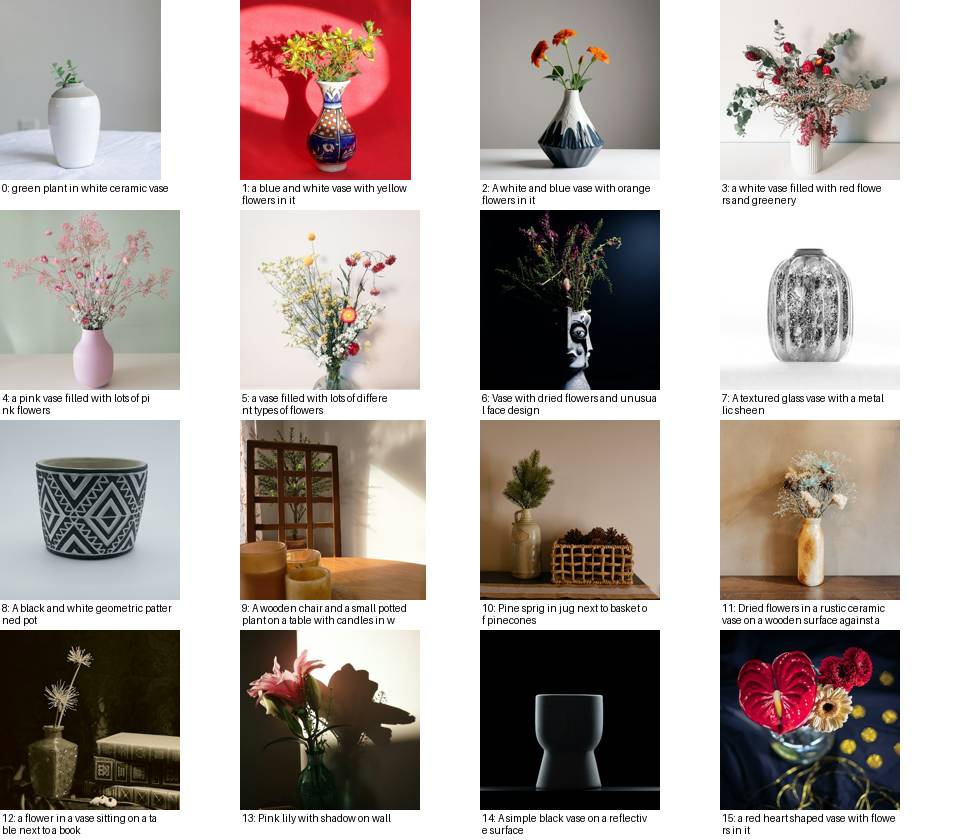 0: green plant in white ceramic vase
1: a blue and white vase with yellow
flowers in it
2: A white and blue vase with orange
flowers in it
3: a white vase filled with red flowe
rs and greenery
4: a pink vase filled with lots of pi
nk flowers
5: a vase filled with lots of differe
nt types of flowers
6: Vase with dried flowers and unusua
l face design
7: A textured glass vase with a metal
lic sheen
8: A black and white geometric patter
ned pot
9: A wooden chair and a small potted
plant on a table with candles in w
10: Pine sprig in jug next to basket o
f pinecones
11: Dried flowers in a rustic ceramic
vase on a wooden surface against a
12: a flower in a vase sitting on a ta
ble next to a book
13: Pink lily with shadow on wall
14: A simple black vase on a reflectiv
e surface
15: a red heart shaped vase with flowe
rs in it